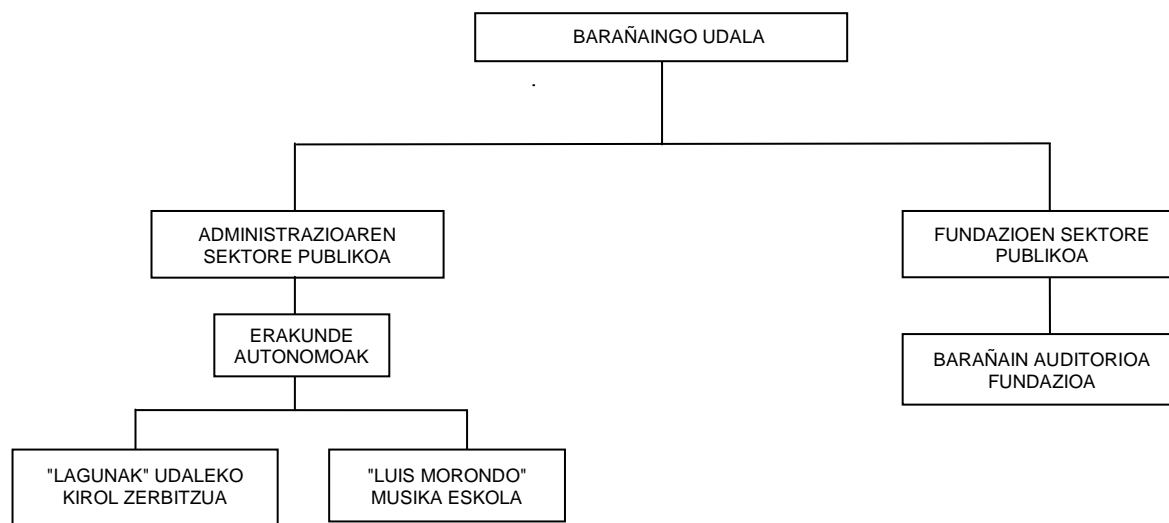 BARAÑAINGO UDALA
ADMINISTRAZIOAREN
SEKTORE PUBLIKOA
FUNDAZIOEN SEKTORE
PUBLIKOA
ERAKUNDE
AUTONOMOAK
BARAÑAIN AUDITORIOA
FUNDAZIOA
"LAGUNAK" UDALEKO
KIROL ZERBITZUA
"LUIS MORONDO"
MUSIKA ESKOLA